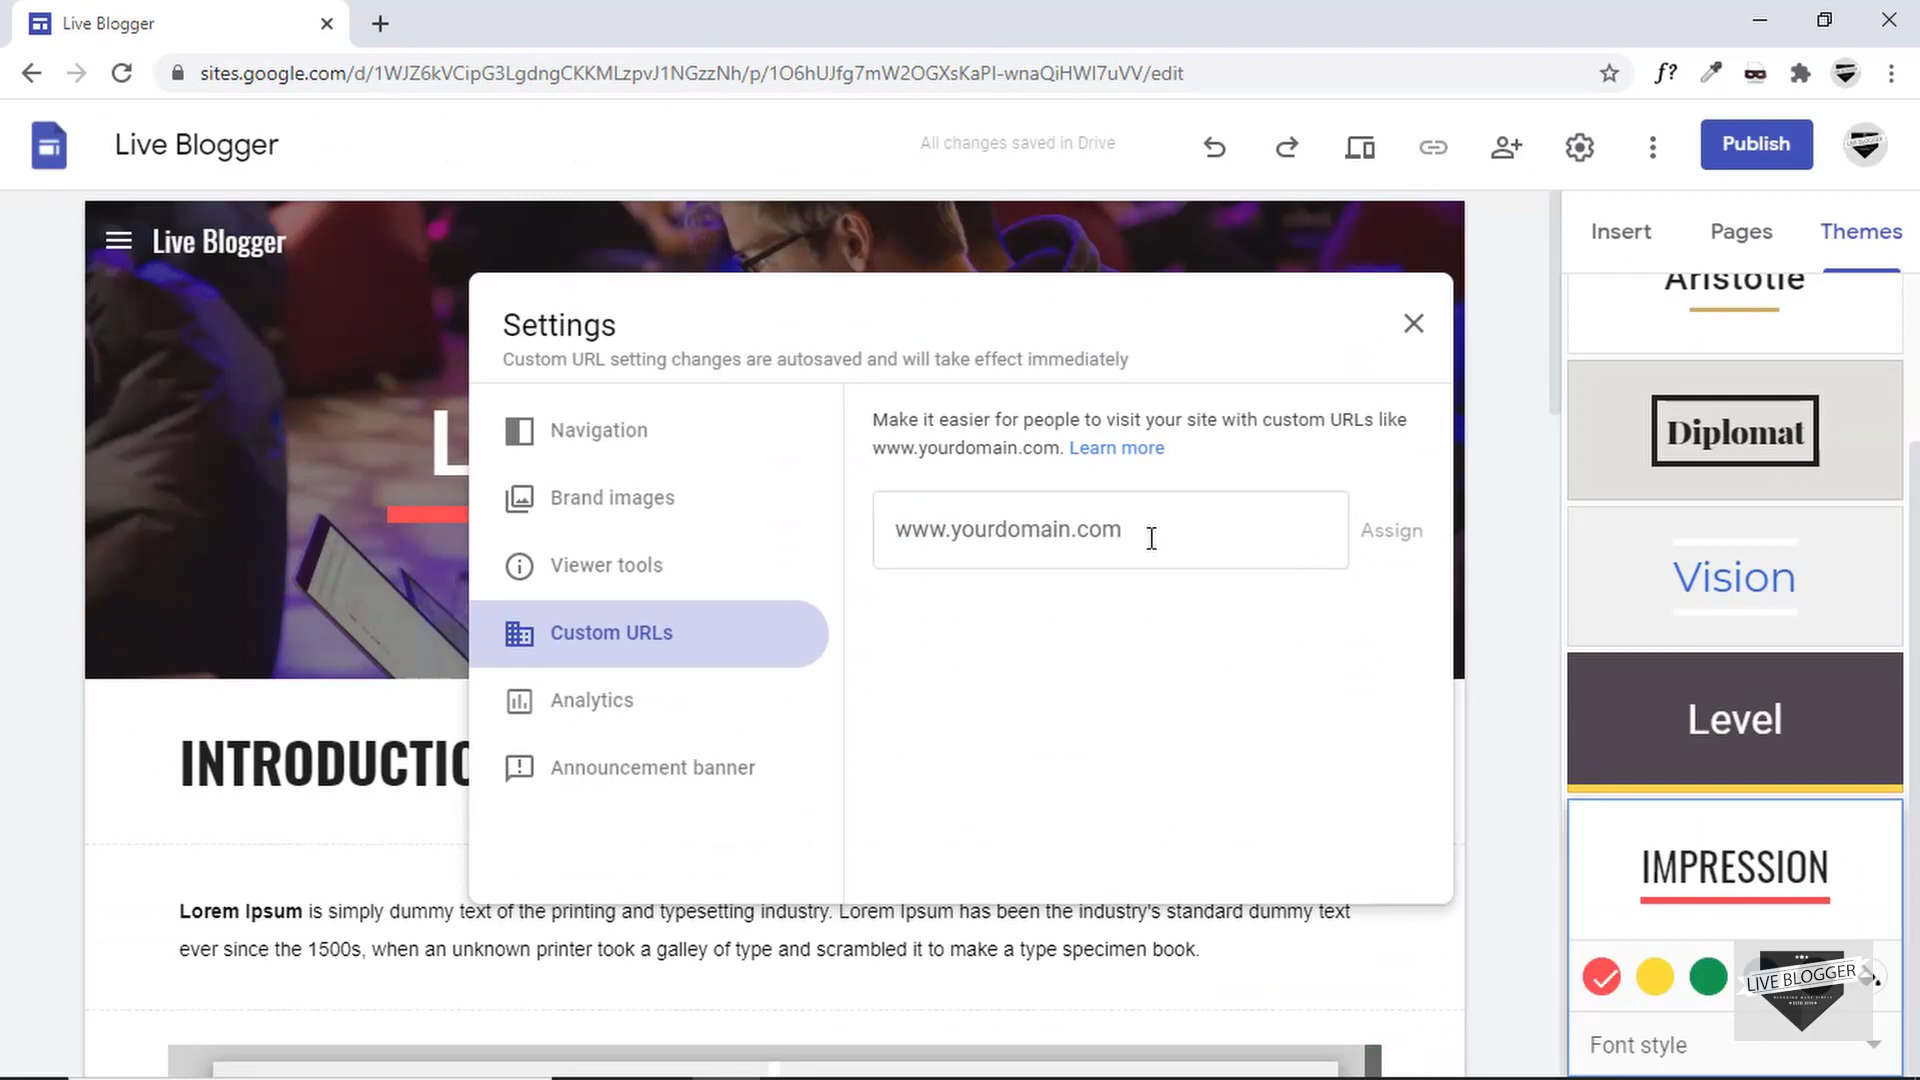 Live Blogger
sites.google.com/d/1WJZ6kVCipG3LgdngCKKMLzpvJ1NGzzNh/p/1O6hUJfg7mW2OGXsKaPI-wnaQiHWI7uVV/edit
f?
Live Blogger
All changes saved in Drive
Publish
Live Blogger
Insert
Pages
Themes
Aristotle
Settings
Custom URL setting changes are autosaved and will take effect immediately
Navigation
Brand images
Viewer tools
Custom URLs
Analytics
Announcement banner
Make it easier for people to visit your site with custom URLs like
www.yourdomain.com. Learn more
www.yourdomain.com
Assign
Diplomat
Vision
Level
IMPRESSION
L
INTRODUCTIO
Lorem Ipsum is simply dummy text of the printing and typesetting industry. Lorem Ipsum has been the industry's standard dummy text
ever since the 1500s, when an unknown printer took a galley of type and scrambled it to make a type specimen book.
LIVE BLOGGER
Font style